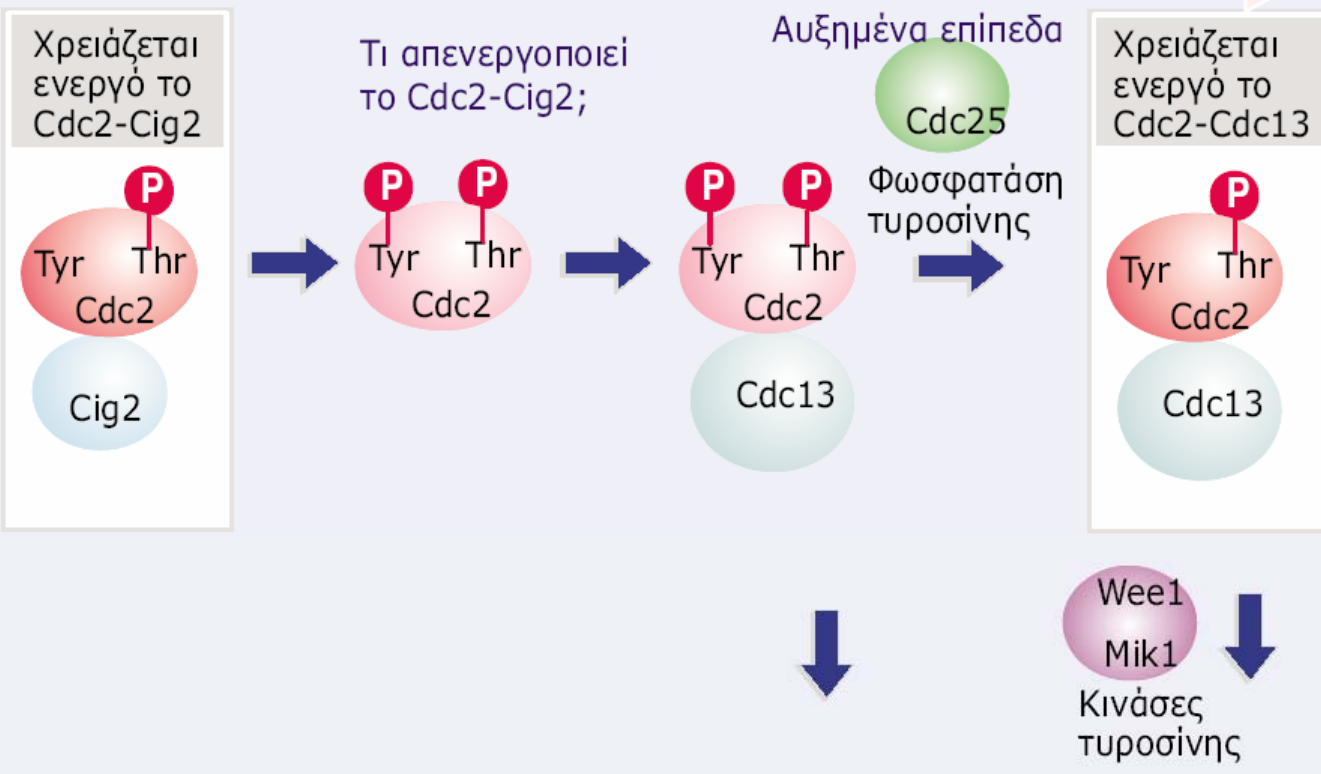 Χρειάζεται
ενεργό το
Cdc2-Cig2
P
Tyr Thr
Cdc2
Cig2
Τι απενεργοποιεί
το Cdc2-Cig2;
P P
Tyr Thr
Cdc2
P P
Tyr Thr
Cdc2
Cdc13
Αυξημένα επίπεδα
Cdc25
Φωσφατάση
τυροσίνης
Χρειάζεται
ενεργό το
Cdc2-Cdc13
P
Tyr Thr
Cdc2
Cdc13
Wee1
Mik1
Κινάσες
τυροσίνης